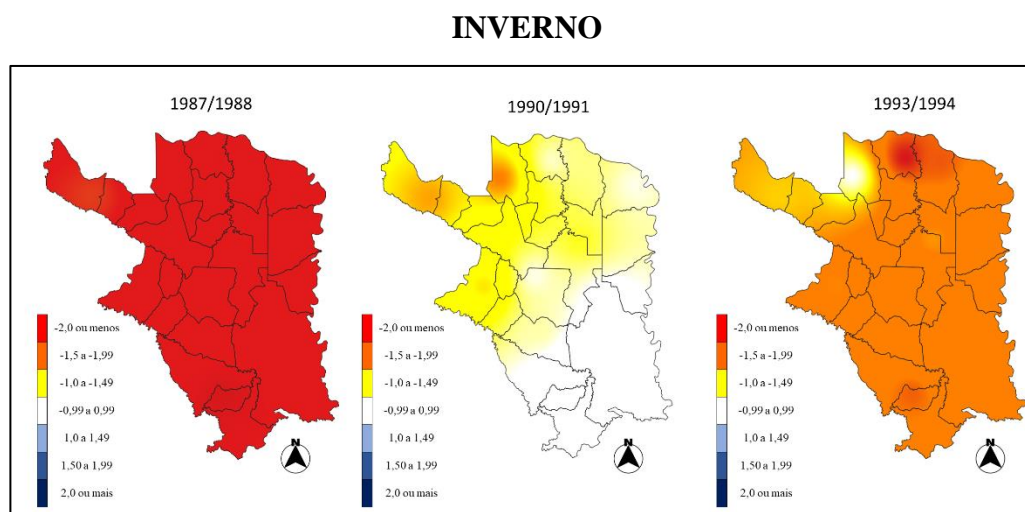 INVERNO
1987/1988
1990/1991
1993/1994
-2,0 ou menos
-1,5 a -1,99
-1,0 a -1,49
-0,99 a 0,99
1,0 a 1,49
1,50 a 1,99
2,0 ou mais
N
-2,0 ou menos
-1,5 a -1,99
-1,0 a -1,49
-0,99 a 0,99
1,0 a 1,49
1,50 a 1,99
2,0 ou mais
N
-2,0 ou menos
-1,5 a -1,99
-1,0 a -1,49
-0,99 a 0,99
1,0 a 1,49
1,50 a 1,99
2,0 ou mais
N